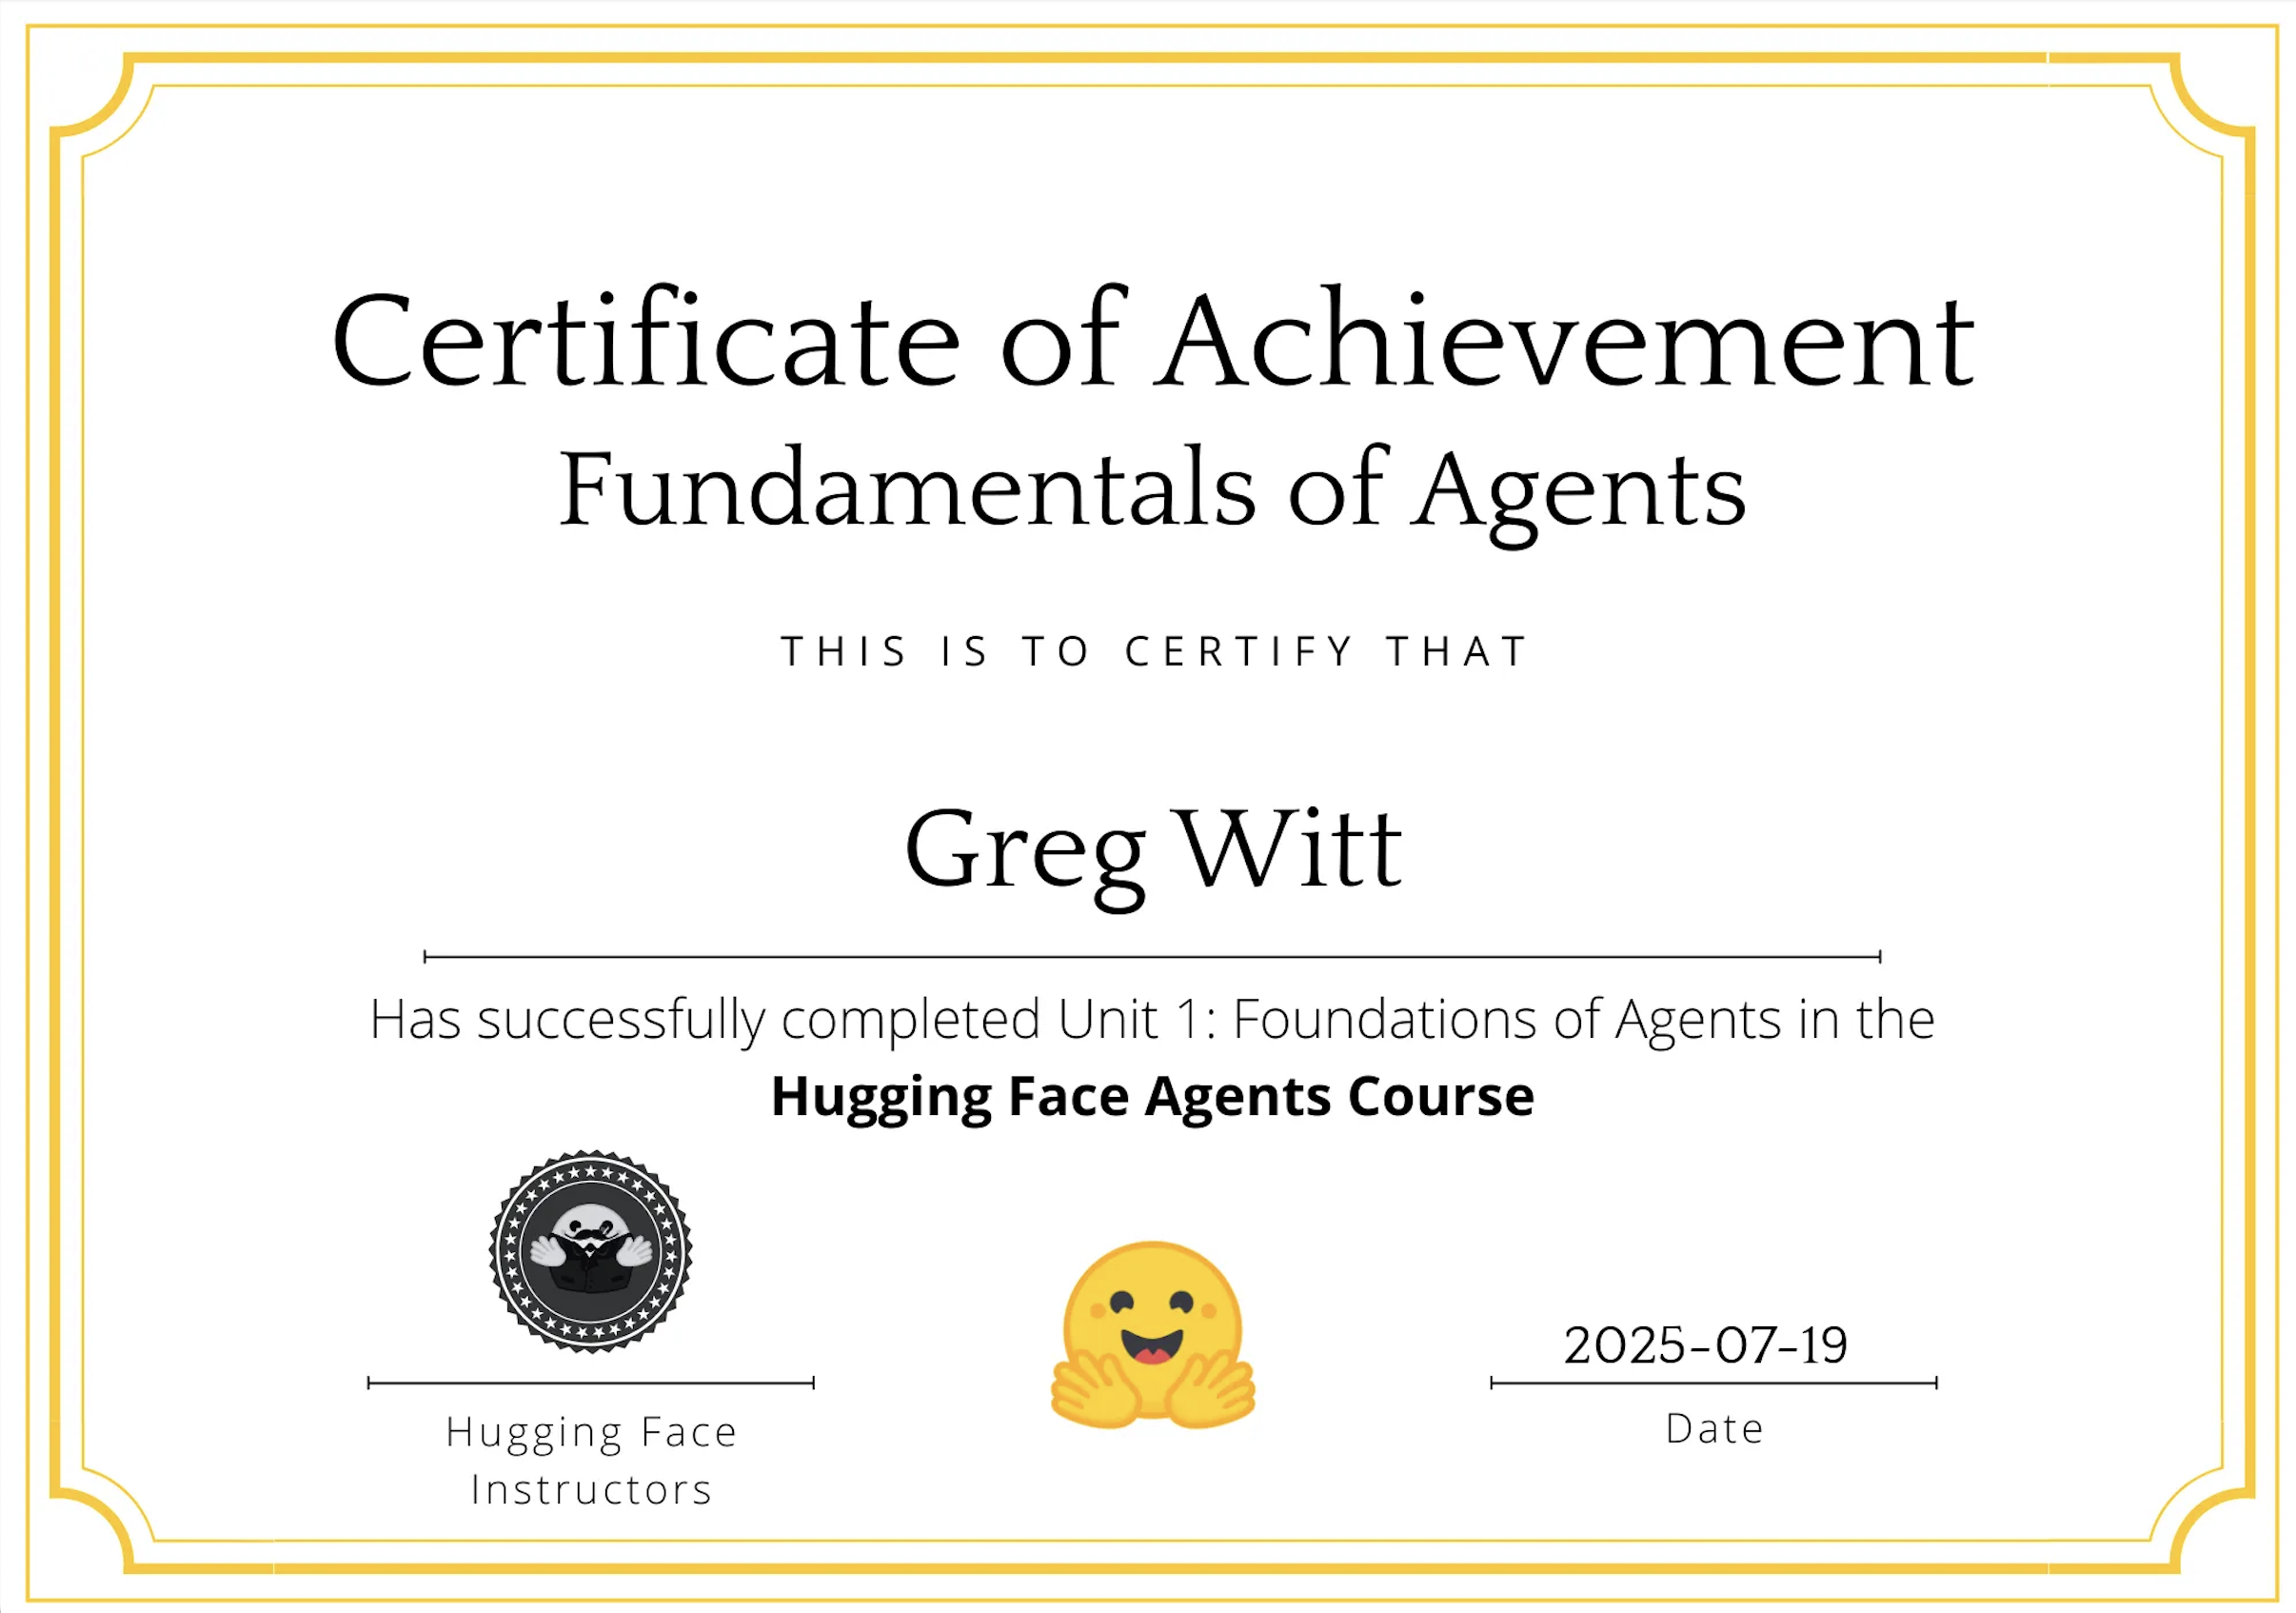 Certificate of Achievement
Fundamentals of Agents
THIS IS TO CERTIFY THAT
Greg Witt
Has successfully completed Unit 1: Foundations of Agents in the
Hugging Face Agents Course
2025-07-19
Hugging Face
Instructors
Date